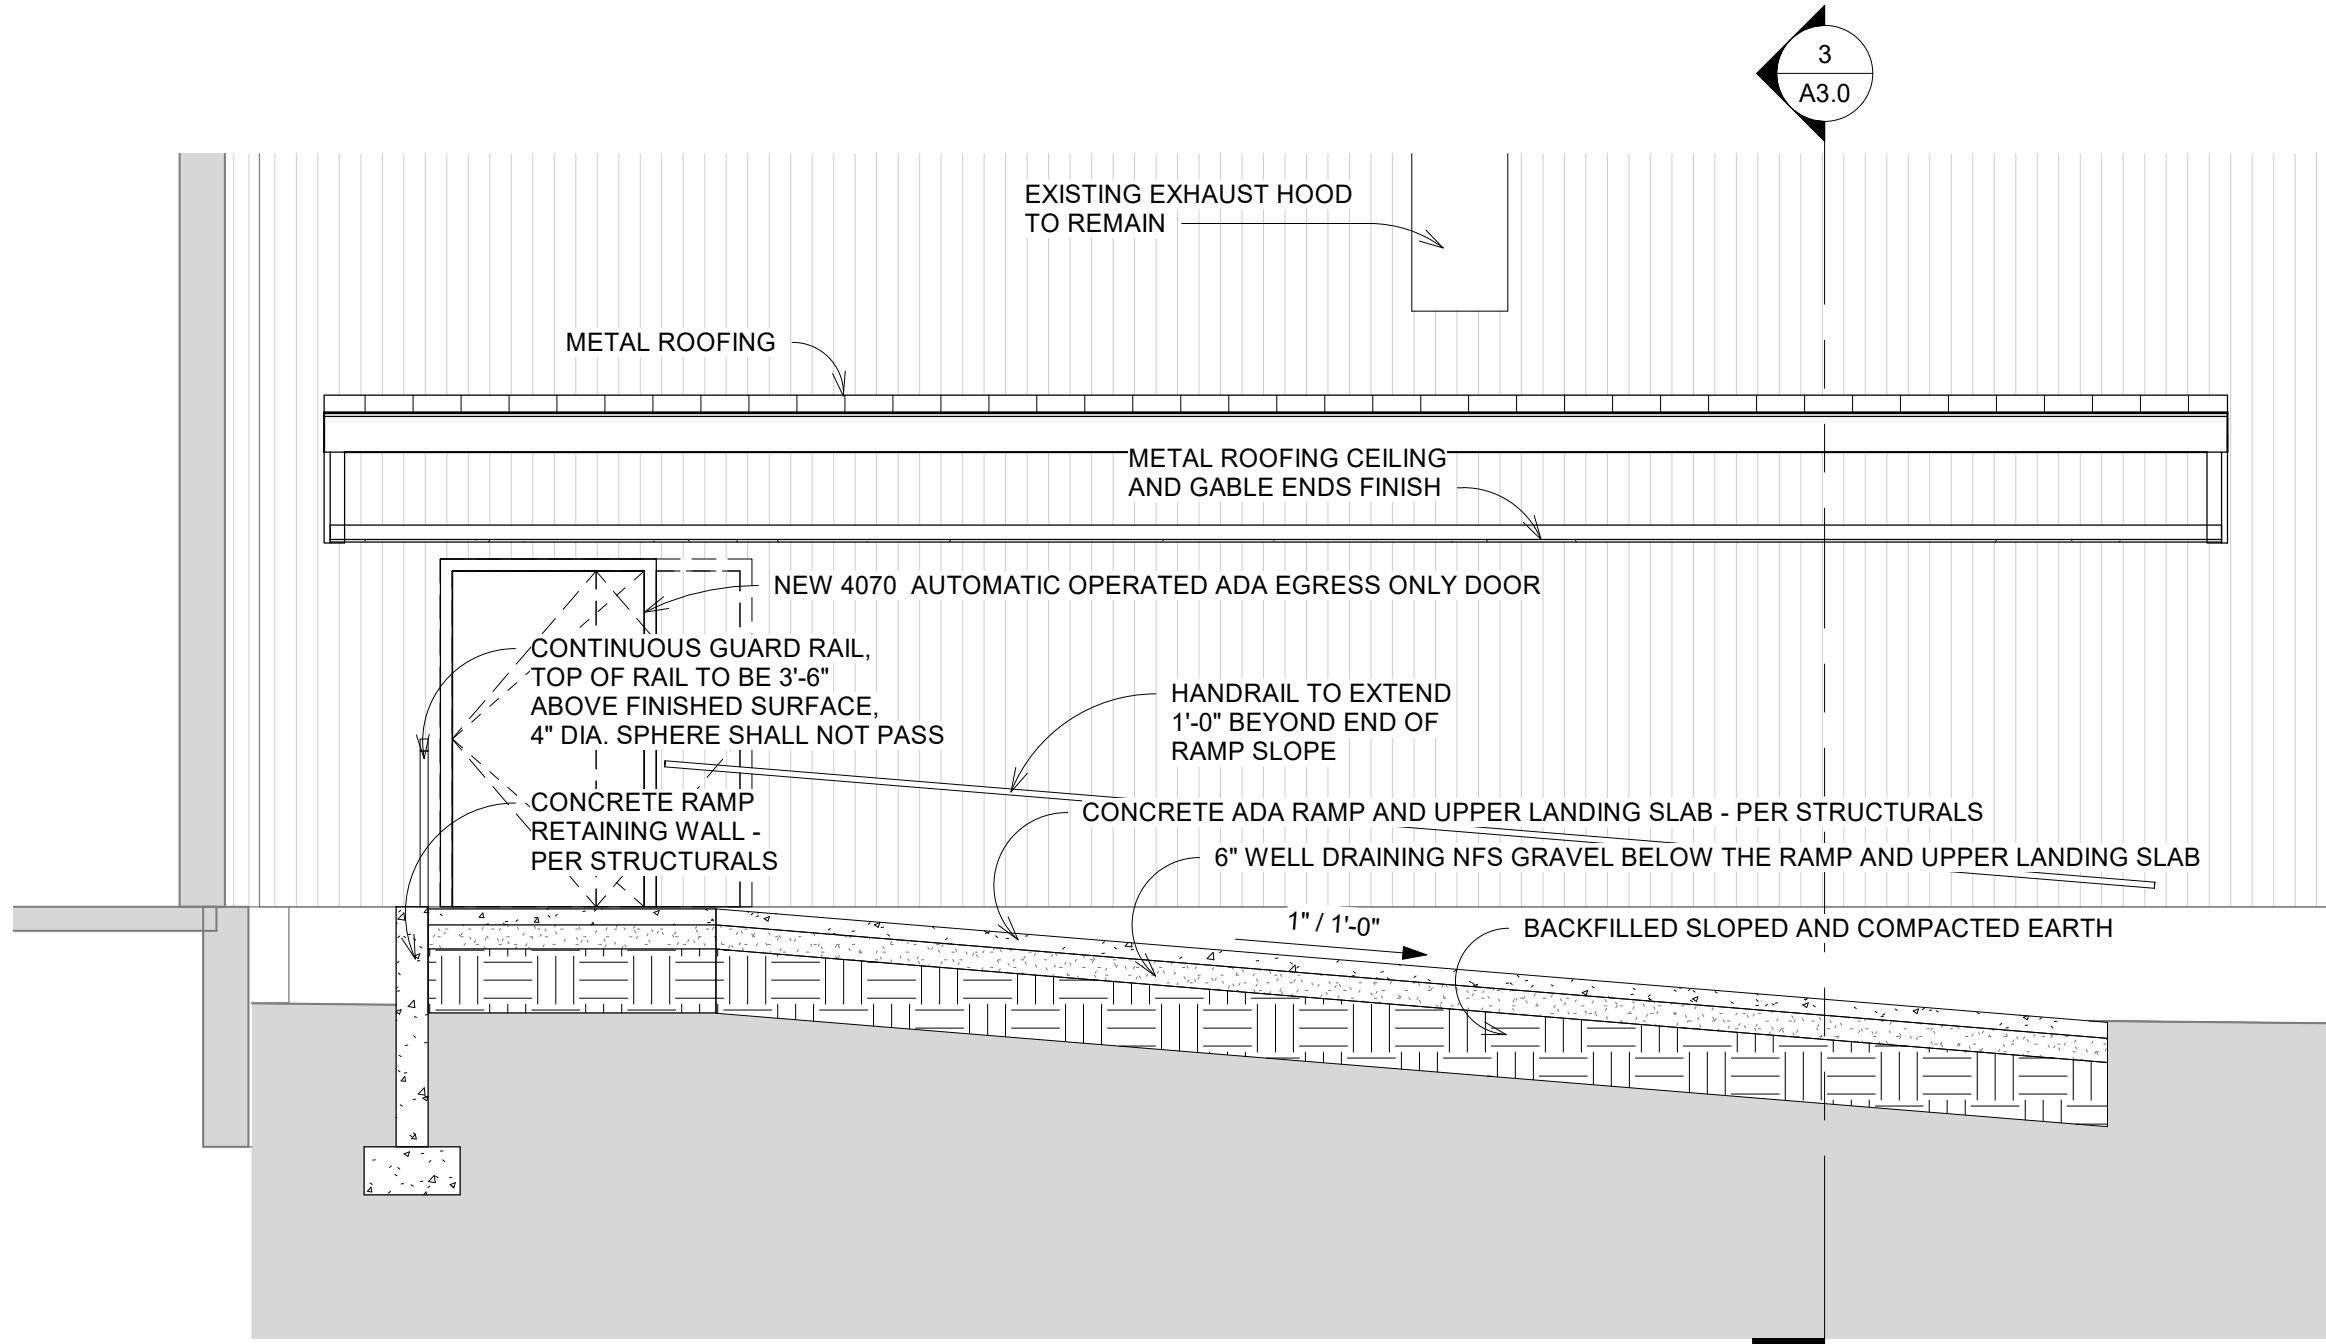 3
A3.0
EXISTING EXHAUST HOOD
TO REMAIN
METAL ROOFING
METAL ROOFING CEILING
AND GABLE ENDS FINISH
NEW 4070 AUTOMATIC OPERATED ADA EGRESS ONLY DOOR
CONTINUOUS GUARD RAIL,
TOP OF RAIL TO BE 3'-6"
ABOVE FINISHED SURFACE,
4" DIA. SPHERE SHALL NOT PASS
HANDRAIL TO EXTEND
1'-0" BEYOND END OF
RAMP SLOPE
CONCRETE RAMP
RETAINING WALL -
PER STRUCTURALS
CONCRETE ADA RAMP AND UPPER LANDING SLAB - PER STRUCTURALS
6" WELL DRAINING NFS GRAVEL BELOW THE RAMP AND UPPER LANDING SLAB
1" / 1'-0"
BACKFILLED SLOPED AND COMPACTED EARTH